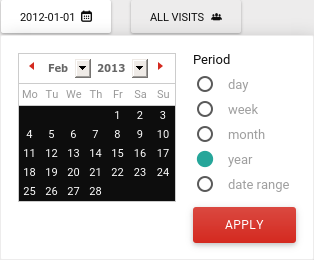 2012-01-01
ALL VISITS
Feb 2013
Mo Tu We Th Fr Sa Su
1 2 3
4 5 6 7 8 9 10
11 12 13 14 15 16 17
18 19 20 21 22 23 24
25 26 27 28
Period
day
week
month
year
date range
APPLY